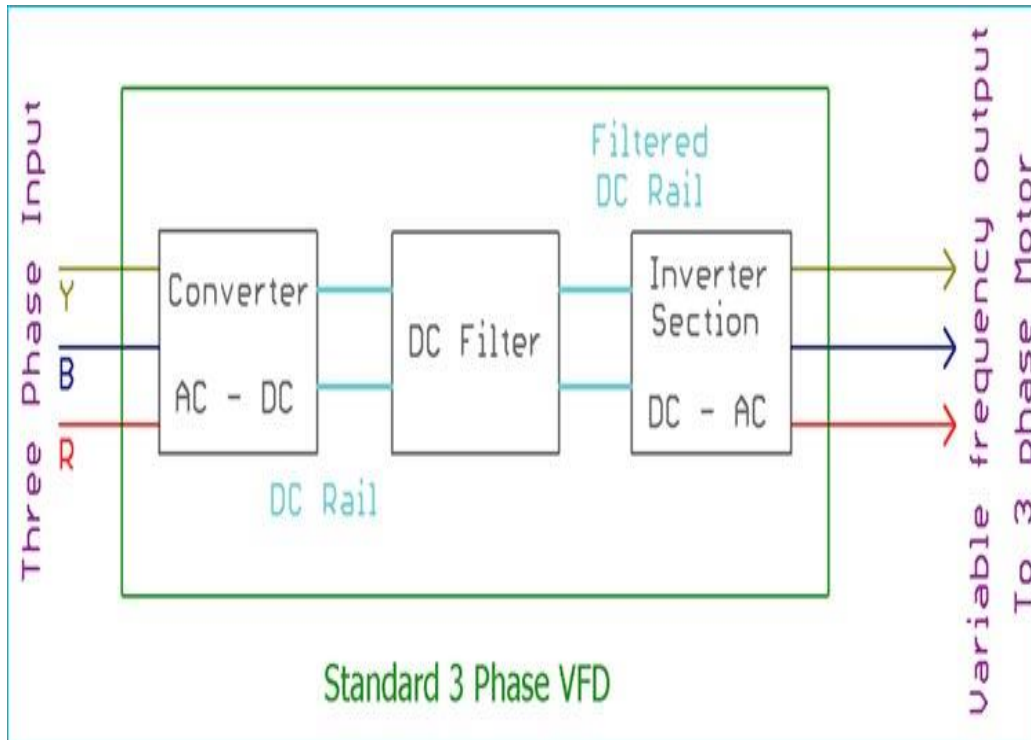 Three Phase Input
Y
B
R
Converter
AC - DC
DC Rail
DC Filter
Filtered
DC Rail
Inverter
Section
DC - AC
Variable frequency output
To 3 phase Motor
Standard 3 Phase VFD